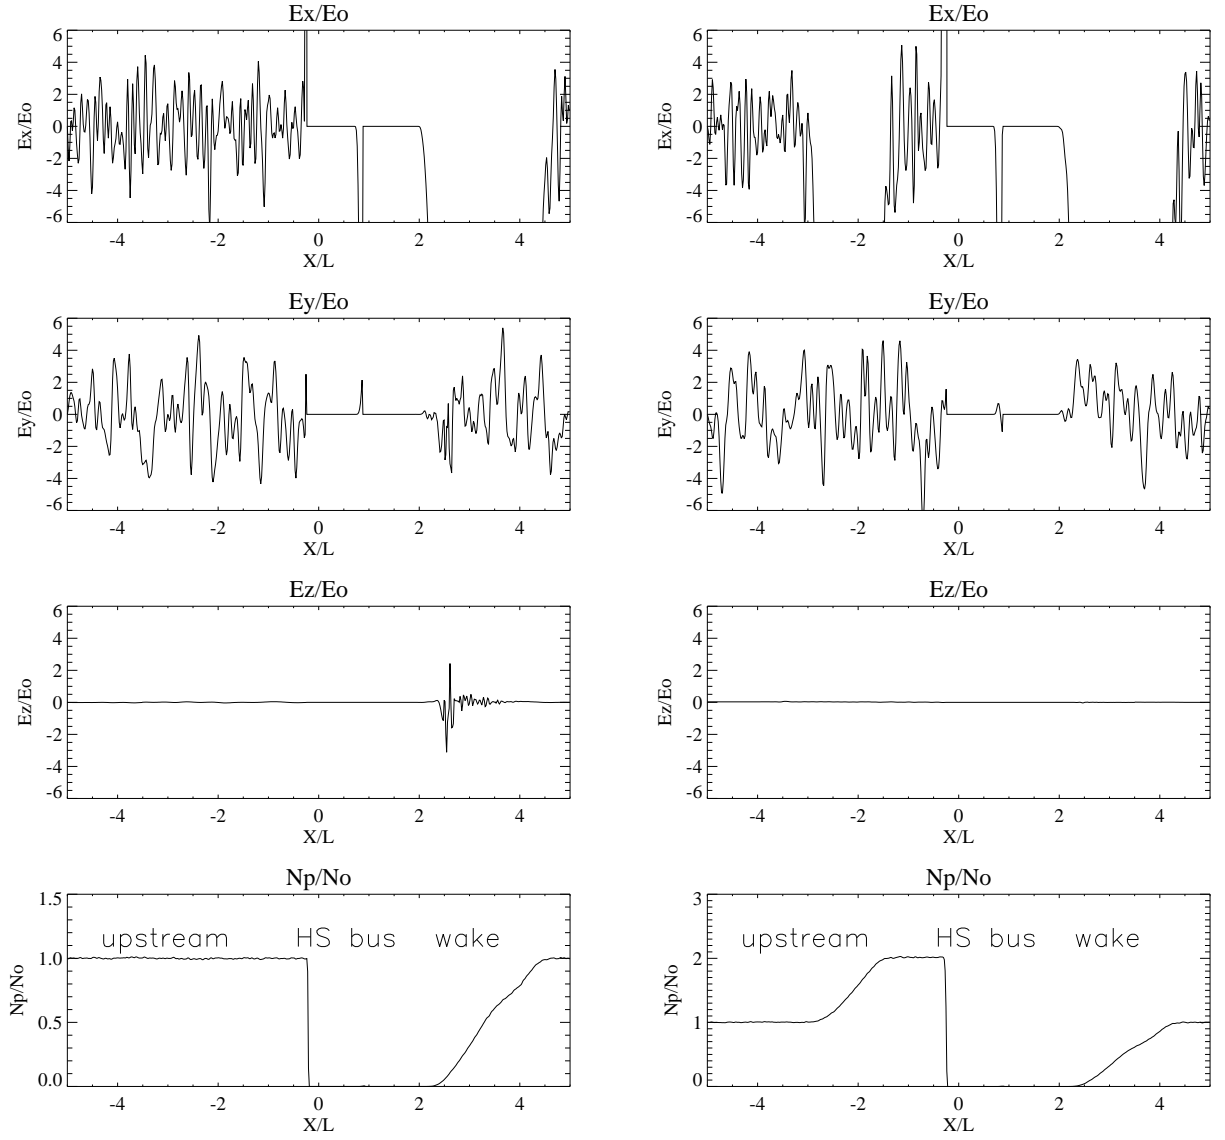 Ex/Eo Ex/Eo
6 6
4 4
2 2
Ex/Eo 0 Ex/Eo 0
-2 -2
-4 -4
-6 -6
-4 -2 0 2 4 -4 -2 0 2 4
X/L X/L
Ey/Eo Ey/Eo
6 6
4 4
2 2
Ey/Eo 0 Ey/Eo 0
-2 -2
-4 -4
-6 -6
-4 -2 0 2 4 -4 -2 0 2 4
X/L X/L
Ez/Eo Ez/Eo
6 6
4 4
2 2
Ez/Eo 0 Ez/Eo 0
-2 -2
-4 -4
-6 -6
-4 -2 0 2 4 -4 -2 0 2 4
X/L X/L
Np/No Np/No
1.5 3
upstream HS bus wake upstream HS bus wake
1.0 2
Np/No 0.5 Np/No 1
0.0 0
-4 -2 0 2 4 -4 -2 0 2 4
X/L X/L